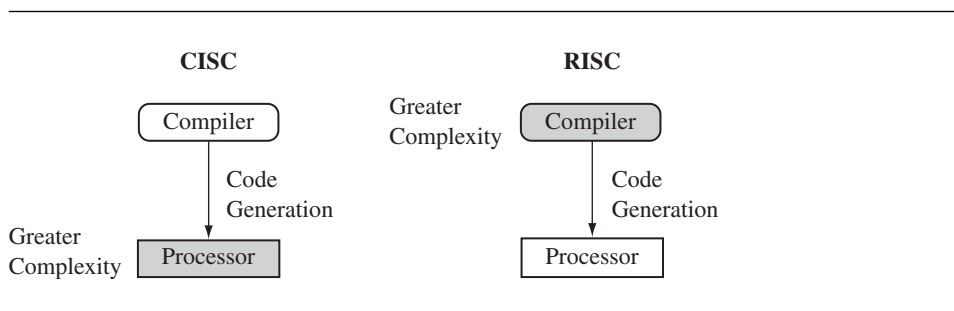 CISC
Compiler
Code
Generation
Greater
Complexity
Processor
RISC
Greater
Complexity
Compiler
Code
Generation
Processor